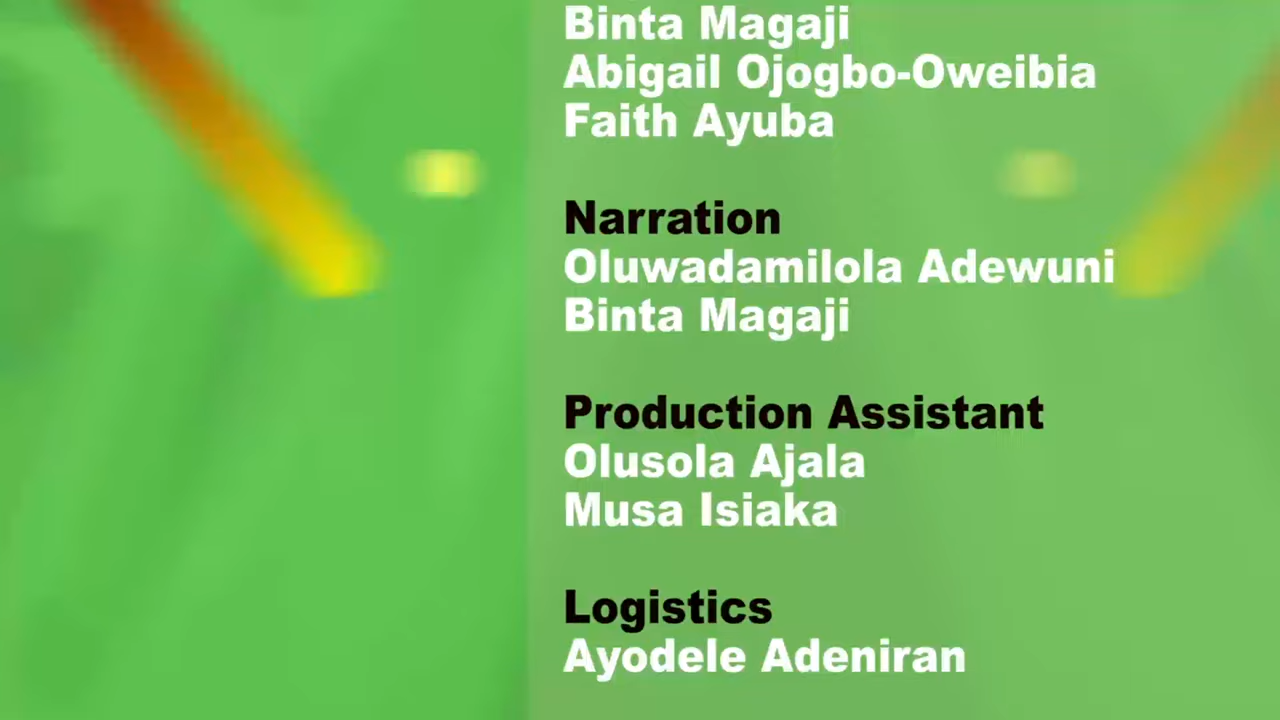 Binta Magaji
Abigail Ojogbo-Oweibia
Faith Ayuba
Narration
Oluwadamilola Adewuni
Binta Magaji
Production Assistant
Olusola Ajala
Musa Isiaka
Logistics
Ayodele Adeniran